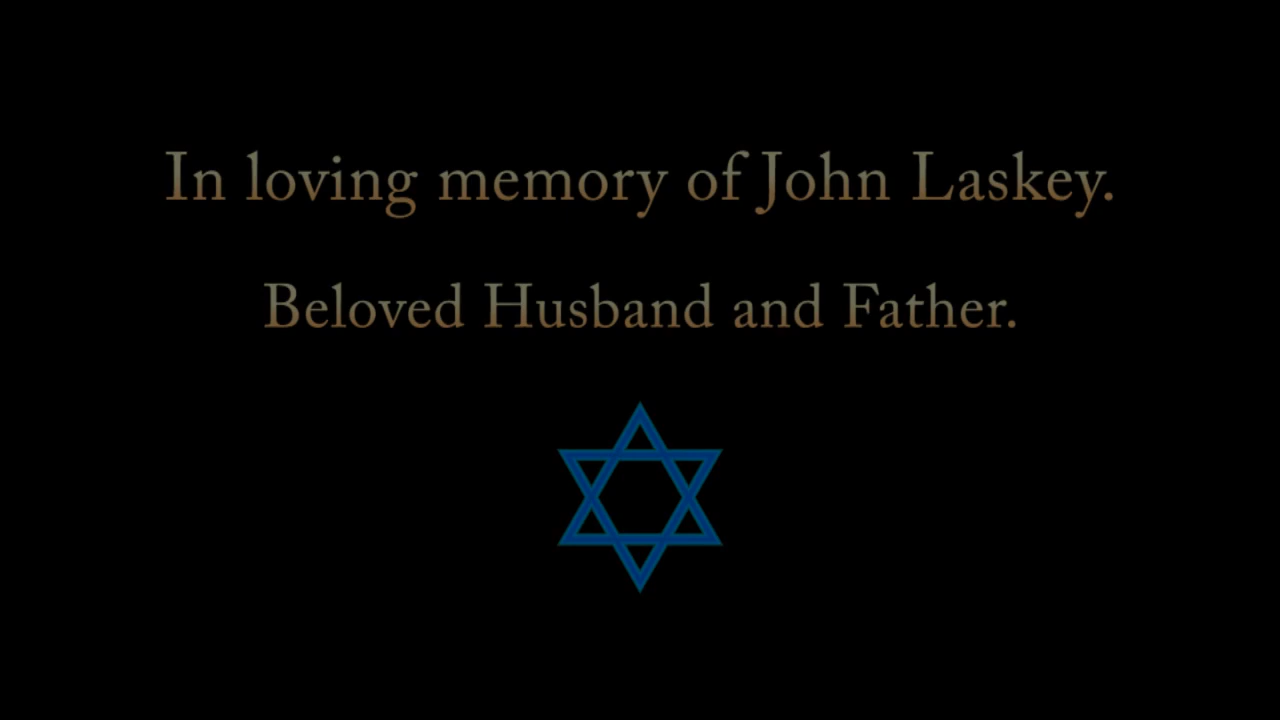 In loving memory of John Laskey.
Beloved Husband and Father.